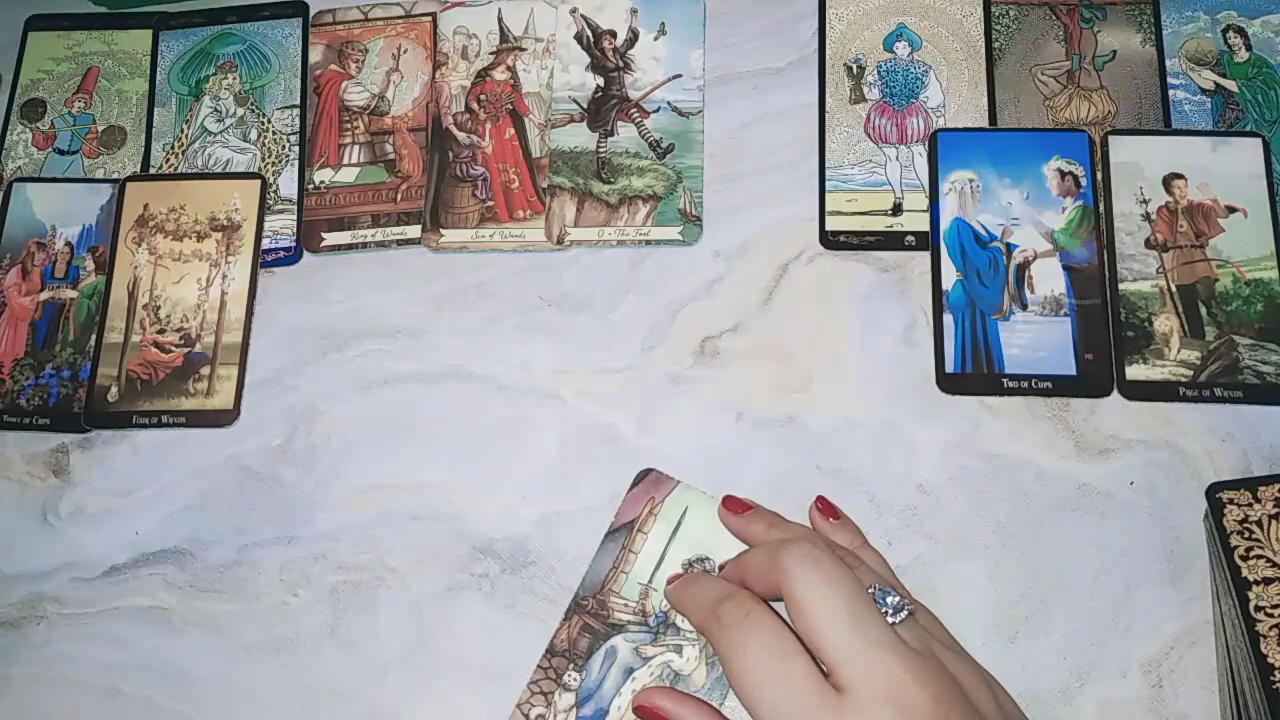 King of Wands
Six of Wands
0 • The Fool
Three of Cups
Four of Wands
Two of Cups
Page of Wands